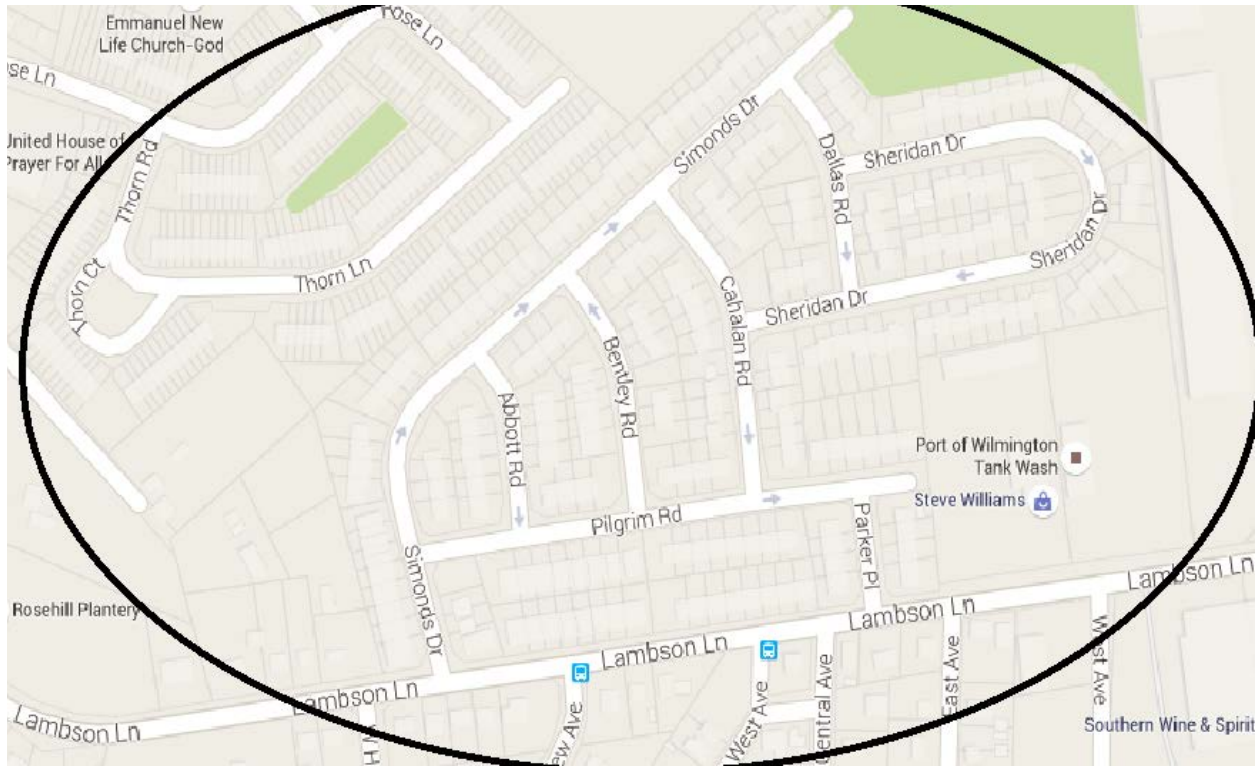 Emmanuel New
Life Church-God
Rose Ln
ose Ln
United House of
Prayer For All
Thorn Rd
Thorn Ct
Thorn Ln
Simonds Dr
Dallas Rd
Sheridan Dr
Sheridan Dr
Sheridan Dr
Cahalan Rd
Bentley Rd
Abbott Rd
Port of Wilmington
Tank Wash
Steve Williams
Pilgrim Rd
Parker Pl
Simonds Dr
Rosehill Plantery
Lambson Ln
Lambson Ln
Lambson Ln
Lambson Ln
Lambson Ln
W H
ew Ave
West Ave
Central Ave
East Ave
West Ave
Southern Wine & Spirit